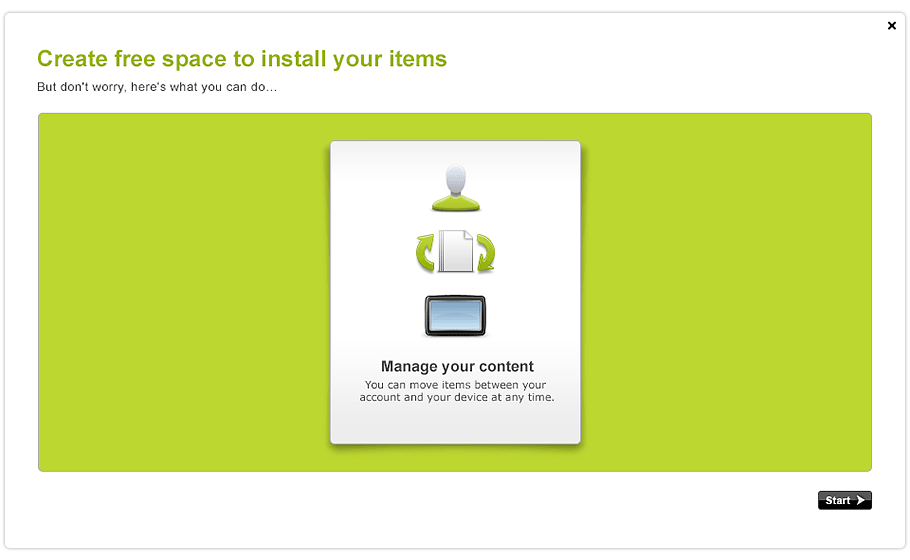 Create free space to install your items
But don't worry, here's what you can do...
Manage your content
You can move items between your
account and your device at any time.
Start